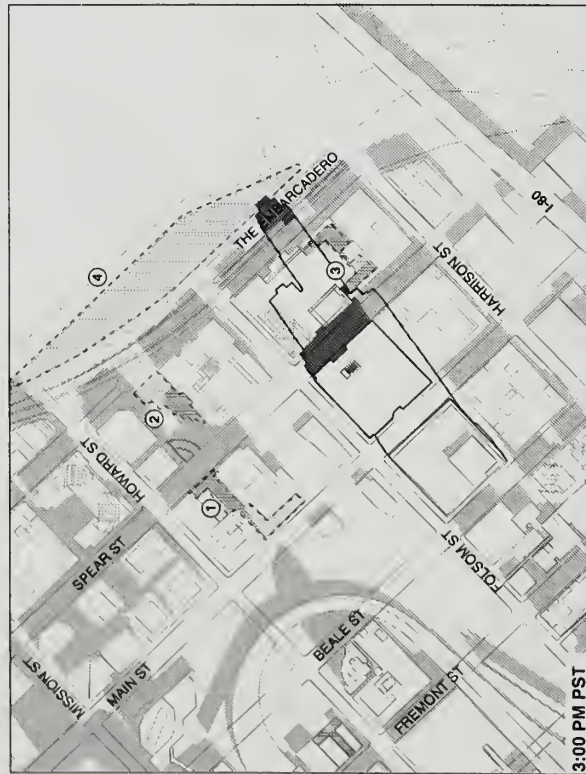 ④
THE EMBARCADERO
I-80
②
HOWARD ST
③
HARRISON ST
①
SPEAR ST
MISSION ST
MAIN ST
FOLSOM ST
BEALE ST
FREMONT ST
3:00 PM PST